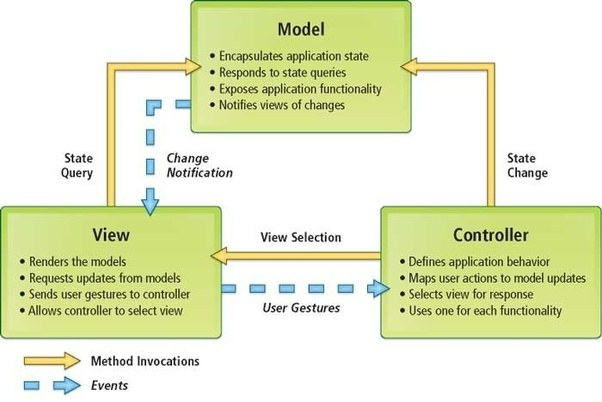 Model
• Encapsulates application state
• Responds to state queries
• Exposes application functionality
• Notifies views of changes
State
Query
Change
Notification
State
Change
View
• Renders the models
• Requests updates from models
• Sends user gestures to controller
• Allows controller to select view
View Selection
User Gestures
Controller
• Defines application behavior
• Maps user actions to model updates
• Selects view for response
• Uses one for each functionality
Method Invocations
Events